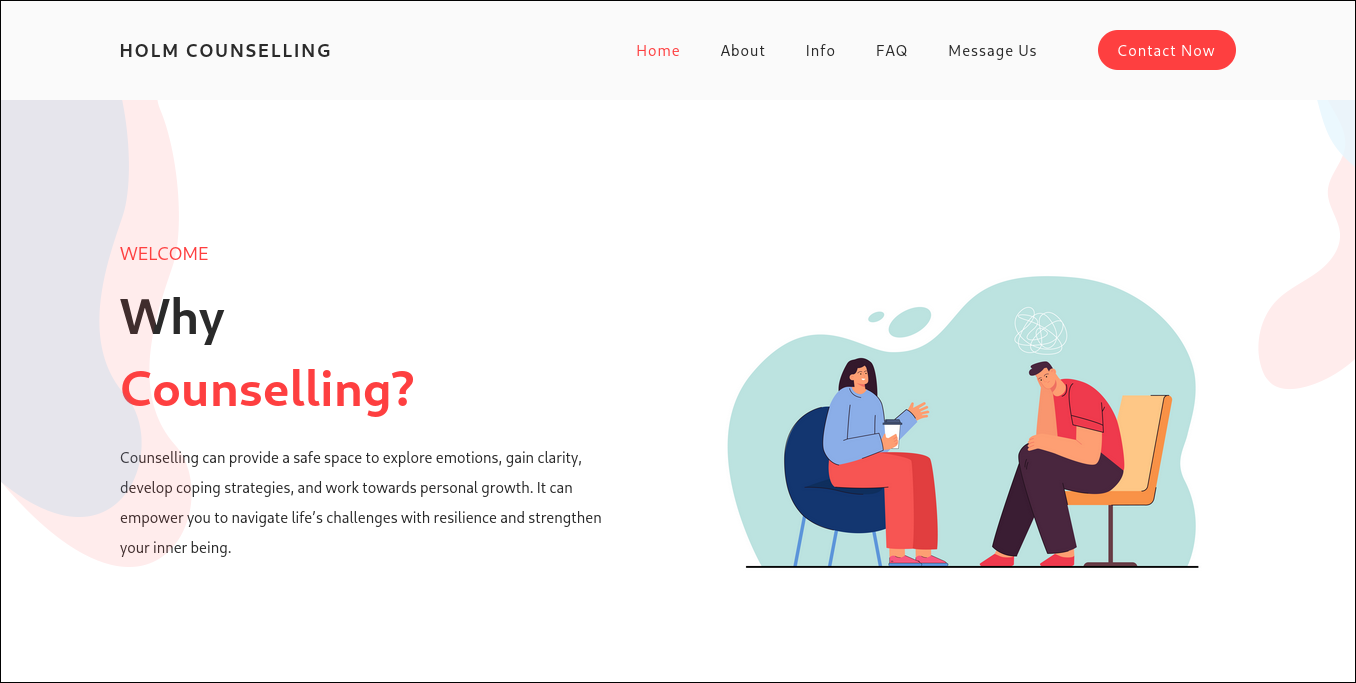 HOLM COUNSELLING
Home
About
Info
FAQ
Message Us
Contact Now
WELCOME
Why
Counselling?
Counselling can provide a safe space to explore emotions, gain clarity,
develop coping strategies, and work towards personal growth. It can
empower you to navigate life’s challenges with resilience and strengthen
your inner being.